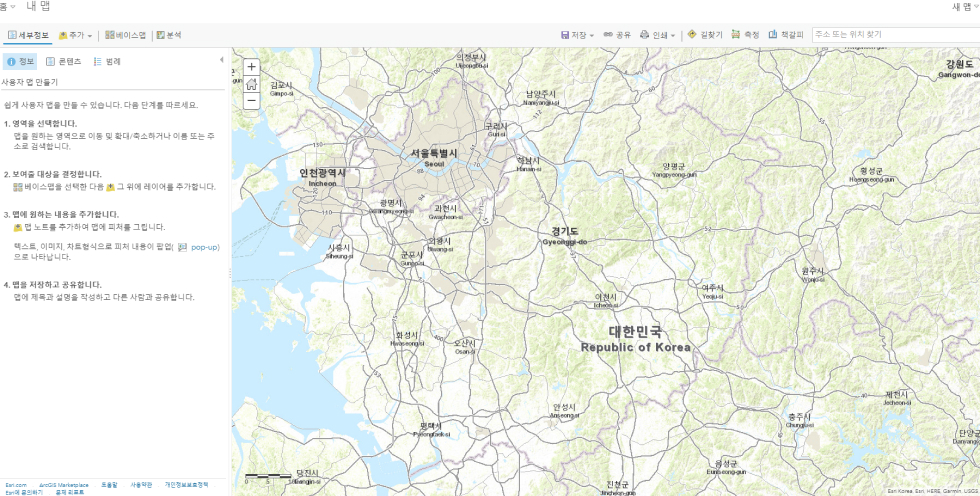 홈 내 맵 새 맵
세부정보 추가 베이스맵 분석 저장 공유 인쇄 길찾기 측정 책갈피 주소 또는 위치 찾기
정보 콘텐츠 범례
사용자 맵 만들기
쉽게 사용자 맵을 만들 수 있습니다. 다음 단계를 따르세요.
1. 영역을 선택합니다.
맵을 원하는 영역으로 이동 및 확대/축소하거나 이름 또는 주
소로 검색합니다.
2. 보여줄 대상을 결정합니다.
베이스맵을 선택한 다음 그 위에 레이어를 추가합니다.
3. 맵에 원하는 내용을 추가합니다.
맵 노트를 추가하여 맵에 피처를 그립니다.
텍스트, 이미지, 차트형식으로 피처 내용이 팝업( pop-up)
으로 나타납니다.
4. 맵을 저장하고 공유합니다.
맵에 제목과 설명을 작성하고 다른 사람과 공유합니다.
Esri.com ArcGIS Marketplace 도움말 사용약관 개인정보보호정책
Esri에 문의하기 문제 리포트
의정부시
Uijeongbu-si
강원도
Gangwon-do
김포시
Gimpo-si
남양주시
Namyangju-si
구리시
Guri-si
서울특별시
Seoul
하남시
Hanam-si
양평군
Yangpyeong-gun
횡성군
Hoengseong-gun
인천광역시
Incheon
광명시
Gwangmyeong-si
과천시
Gwacheon-si
경기도
Gyeonggi-do
시흥시
Siheung-si
의왕시
Uiwang-si
군포시
Gunpo-si
원주시
Wonju-si
이천시
Icheon-si
여주시
Yeoju-si
대한민국
Republic of Korea
화성시
Hwaseong-si
오산시
Osan-si
제천시
Jecheon-si
안성시
Anseong-si
충주시
Chungju-si
평택시
Pyeongtaek-si
단양군
Danyang-
음성군
Eumseong-gun
당진시
Dangjin-si
진천군
Jincheon-gun
Esri Korea, Esri, HERE, Garmin, USGS